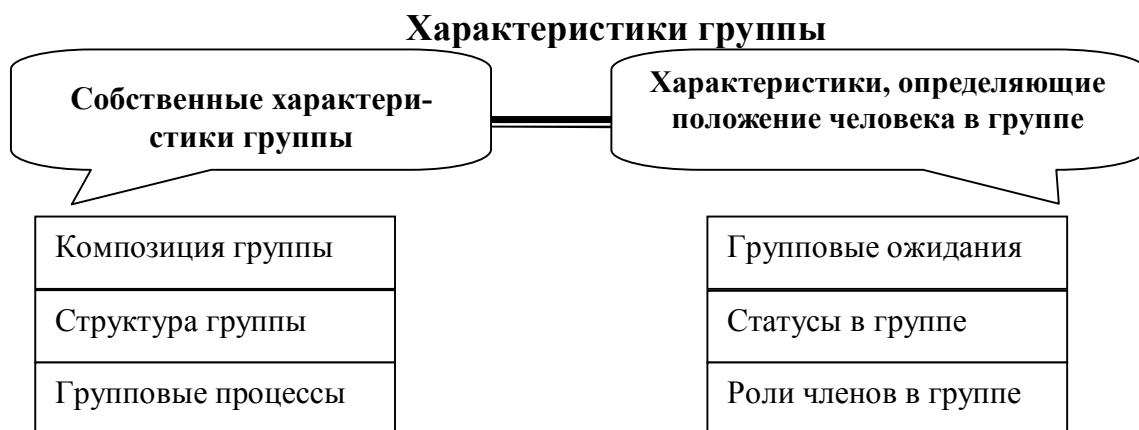 Характеристики группы
Собственные характери-
стики группы
Характеристики, определяющие
положение человека в группе
Композиция группы
Структура группы
Групповые процессы
Групповые ожидания
Статусы в группе
Роли членов в группе